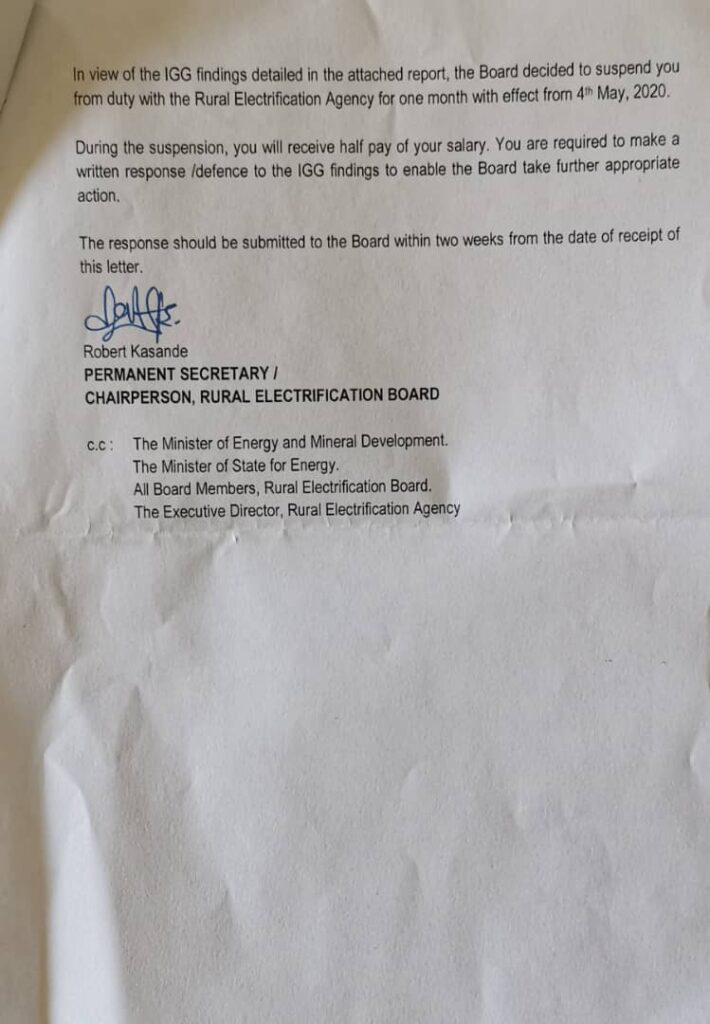 In view of the IGG findings detailed in the attached report, the Board decided to suspend you
from duty with the Rural Electrification Agency for one month with effect from 4th May, 2020.
During the suspension, you will receive half pay of your salary. You are required to make a
written response /defence to the IGG findings to enable the Board take further appropriate
action.
The response should be submitted to the Board within two weeks from the date of receipt of
this letter.
Robert Kasande
PERMANENT SECRETARY /
CHAIRPERSON, RURAL ELECTRIFICATION BOARD
c.c : The Minister of Energy and Mineral Development.
The Minister of State for Energy.
All Board Members, Rural Electrification Board.
The Executive Director, Rural Electrification Agency